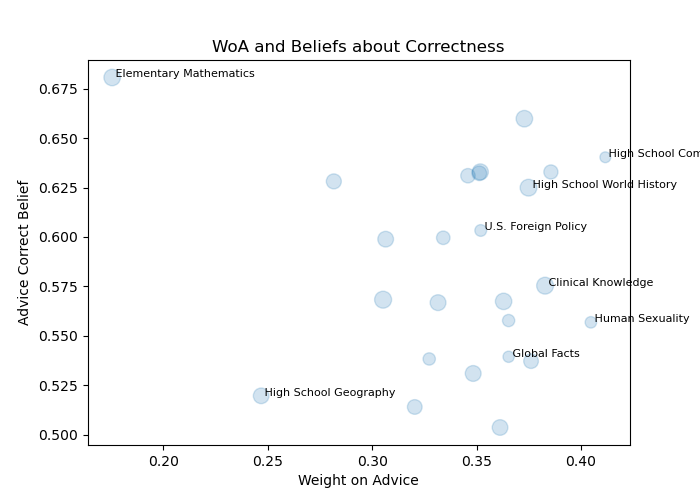 WoA and Beliefs about Correctness
Elementary Mathematics
High School Com
High School World History
U.S. Foreign Policy
Clinical Knowledge
Human Sexuality
Global Facts
High School Geography
Advice Correct Belief
0.675
0.650
0.625
0.600
0.575
0.550
0.525
0.500
0.20 0.25 0.30 0.35 0.40
Weight on Advice